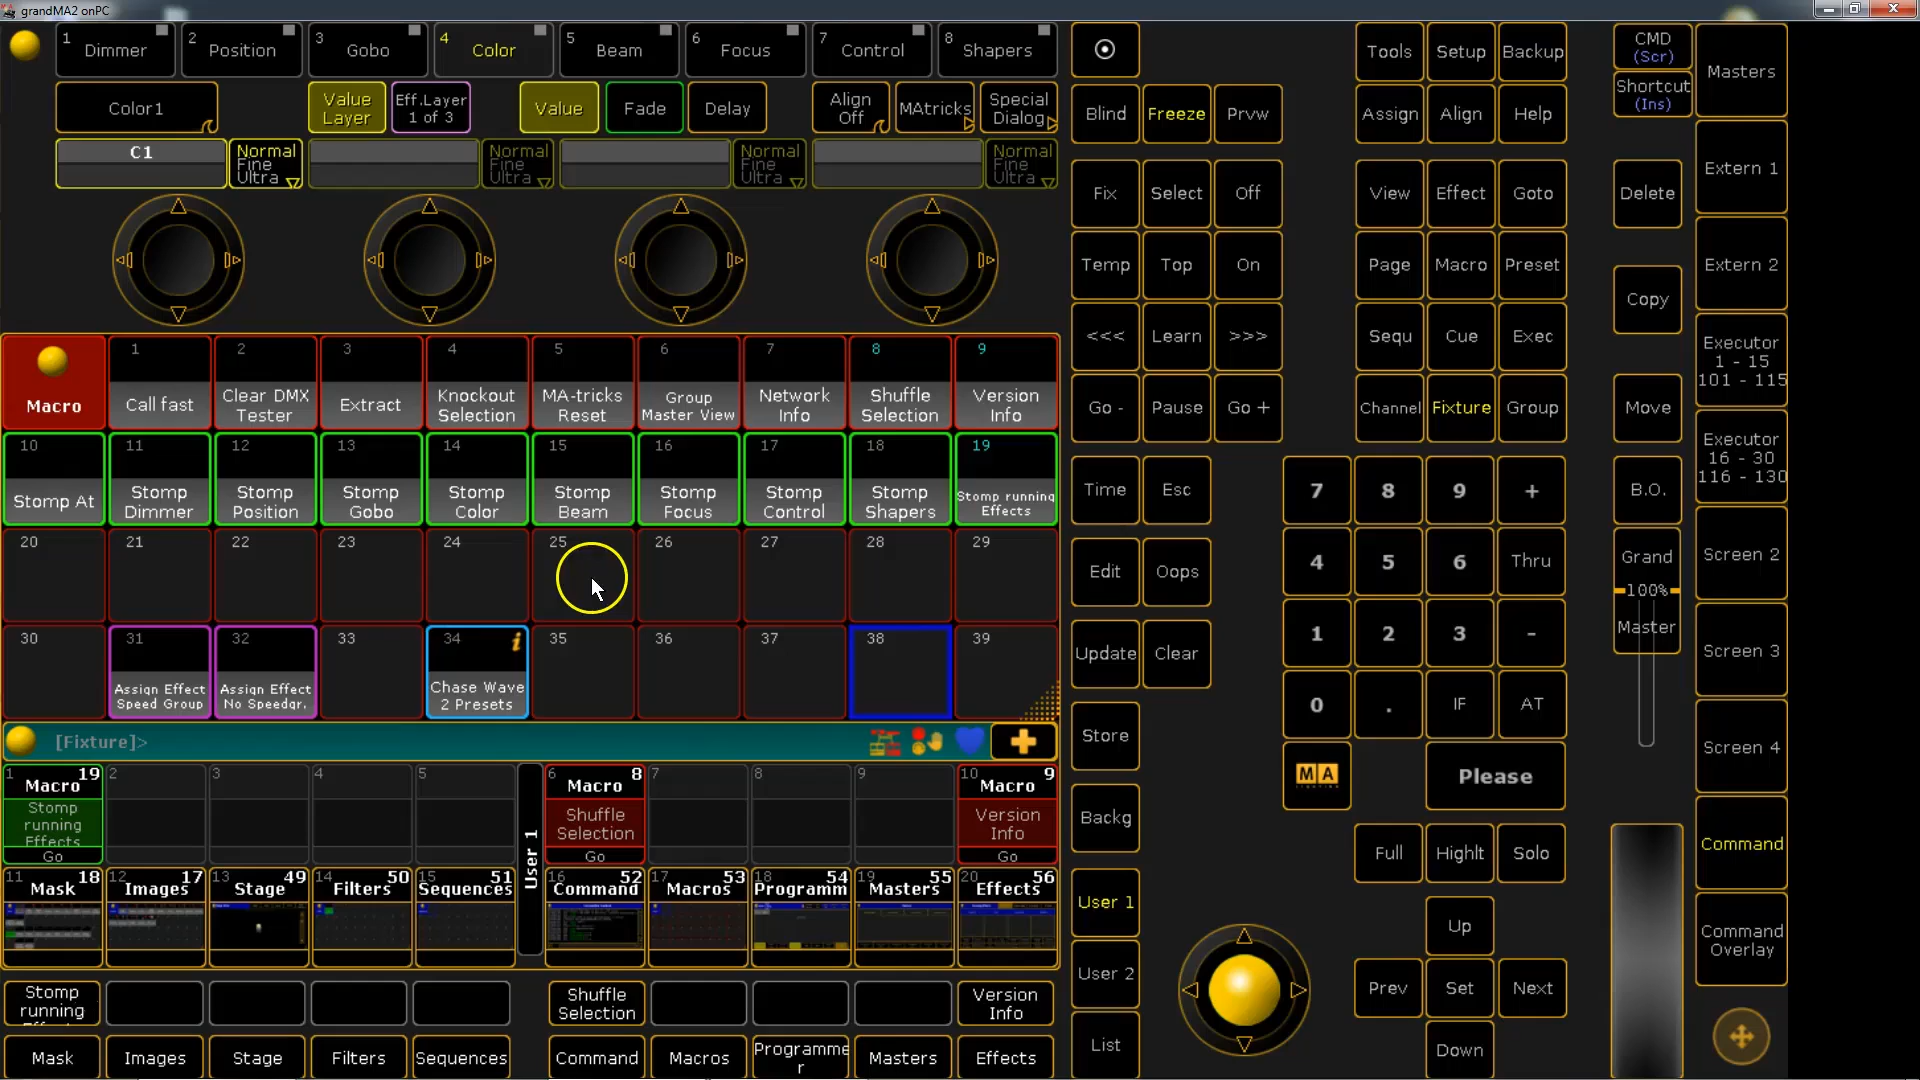 grandMA2 onPC
1 Dimmer 2 Position 3 Gobo 4 Color 5 Beam 6 Focus 7 Control 8 Shapers
Color1 Value Layer Eff.Layer 1 of 3 Value Fade Delay Align Off MAtricks Special Dialog
C1 Normal Fine Ultra Normal Fine Ultra Normal Fine Ultra Normal Fine Ultra
Macro
1 Call fast
2 Clear DMX Tester
3 Extract
4 Knockout Selection
5 MA-tricks Reset
6 Group Master View
7 Network Info
8 Shuffle Selection
9 Version Info
10 Stomp At
11 Stomp Dimmer
12 Stomp Position
13 Stomp Gobo
14 Stomp Color
15 Stomp Beam
16 Stomp Focus
17 Stomp Control
18 Stomp Shapers
19 Stomp running Effects
20 21 22 23 24 25 26 27 28 29
30
31 Assign Effect Speed Group
32 Assign Effect No Speedgr.
33
34 i Chase Wave 2 Presets
35 36 37 38 39
[Fixture]>
1 Macro 19 Stomp running Effects Go
2 3 4 5
User 1
6 Macro 8 Shuffle Selection Go
7 8 9
10 Macro 9 Version Info Go
11 Mask 18
12 Images 17
13 Stage 49
14 Filters 50
15 Sequences 51
16 Command 52
17 Macros 53
18 Programm 54
19 Masters 55
20 Effects 56
Stomp running
Shuffle Selection
Version Info
Mask Images Stage Filters Sequences Command Macros Programmer Masters Effects
Blind Freeze Prvw
Fix Select Off
Temp Top On
<<< Learn >>>
Go - Pause Go +
Time Esc
Edit Oops
Update Clear
Store
Backg
User 1
User 2
List
Tools Setup Backup
Assign Align Help
View Effect Goto
Page Macro Preset
Sequ Cue Exec
Channel Fixture Group
7 8 9 +
4 5 6 Thru
1 2 3 -
0 . IF AT
MA
Please
Full Highlt Solo
Up
Prev Set Next
Down
CMD (Scr)
Shortcut (Ins)
Delete
Copy
Move
B.O.
Grand
100%
Master
Masters
Extern 1
Extern 2
Executor
1 - 15
101 - 115
Executor
16 - 30
116 - 130
Screen 2
Screen 3
Screen 4
Command
Command Overlay